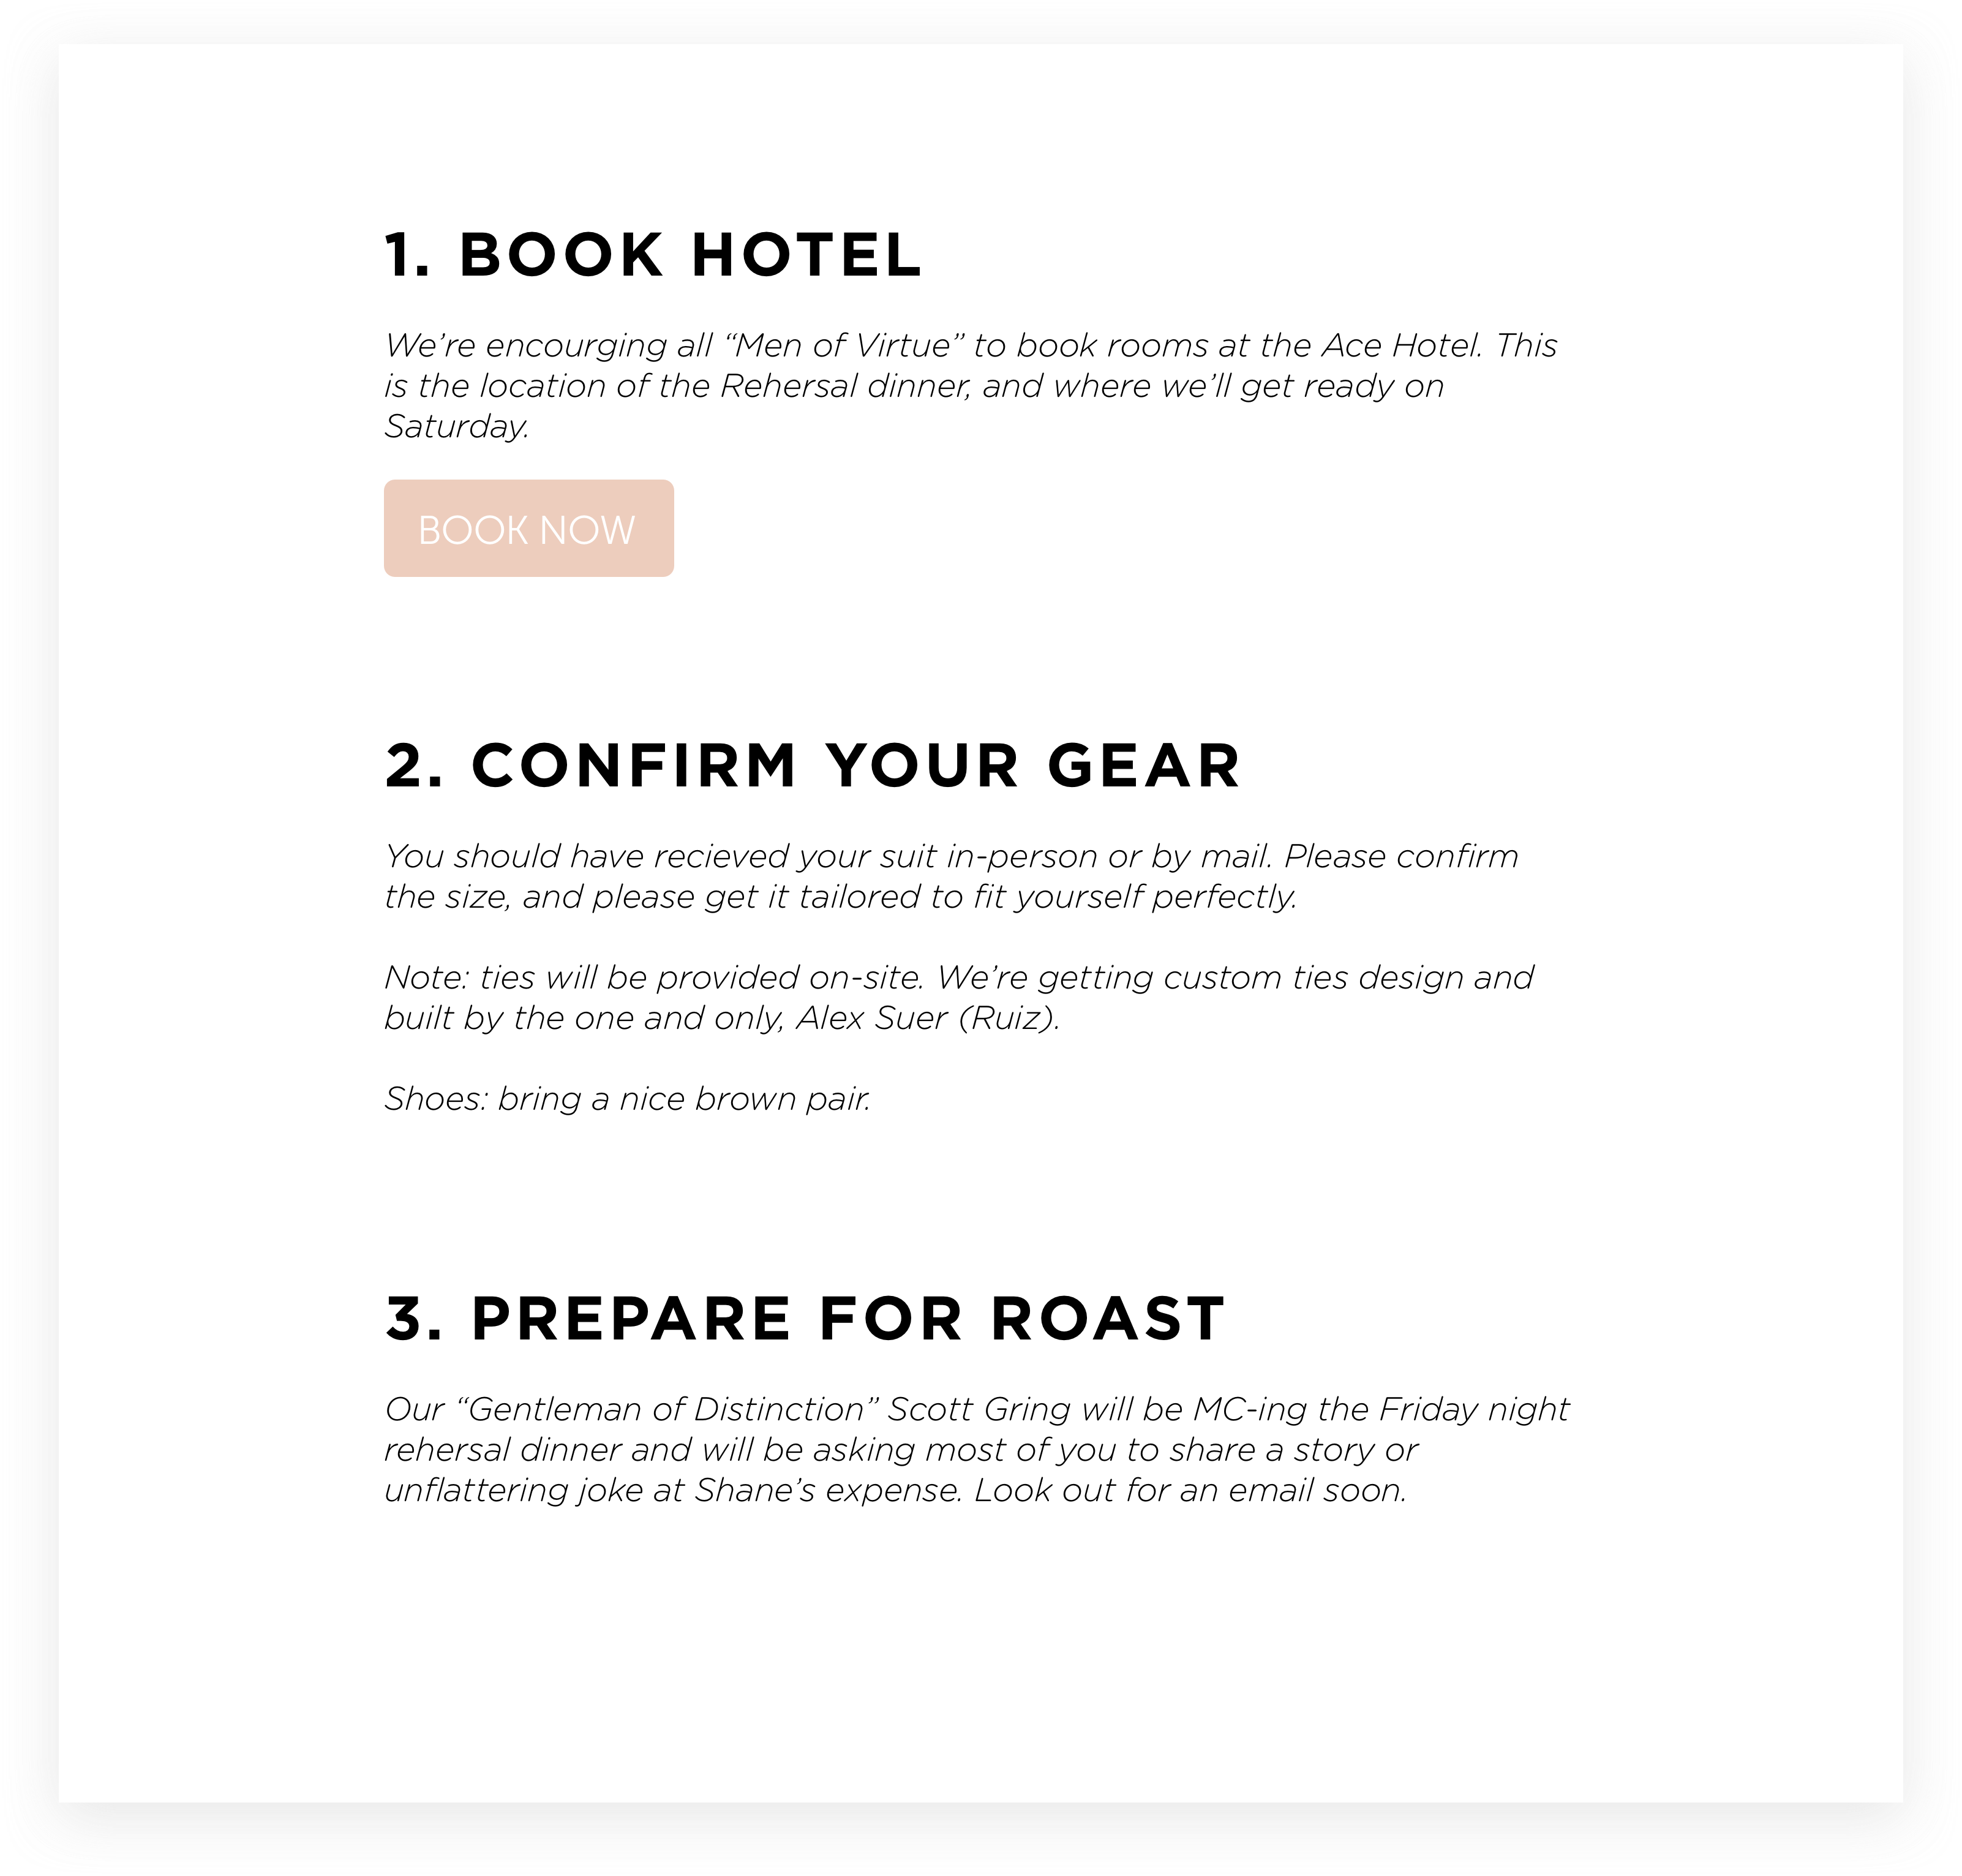 1. BOOK HOTEL
We’re encourging all “Men of Virtue” to book rooms at the Ace Hotel. This
is the location of the Rehersal dinner, and where we’ll get ready on
Saturday.
BOOK NOW
2. CONFIRM YOUR GEAR
You should have recieved your suit in-person or by mail. Please confirm
the size, and please get it tailored to fit yourself perfectly.
Note: ties will be provided on-site. We’re getting custom ties design and
built by the one and only, Alex Suer (Ruiz).
Shoes: bring a nice brown pair.
3. PREPARE FOR ROAST
Our “Gentleman of Distinction” Scott Gring will be MC-ing the Friday night
rehersal dinner and will be asking most of you to share a story or
unflattering joke at Shane’s expense. Look out for an email soon.